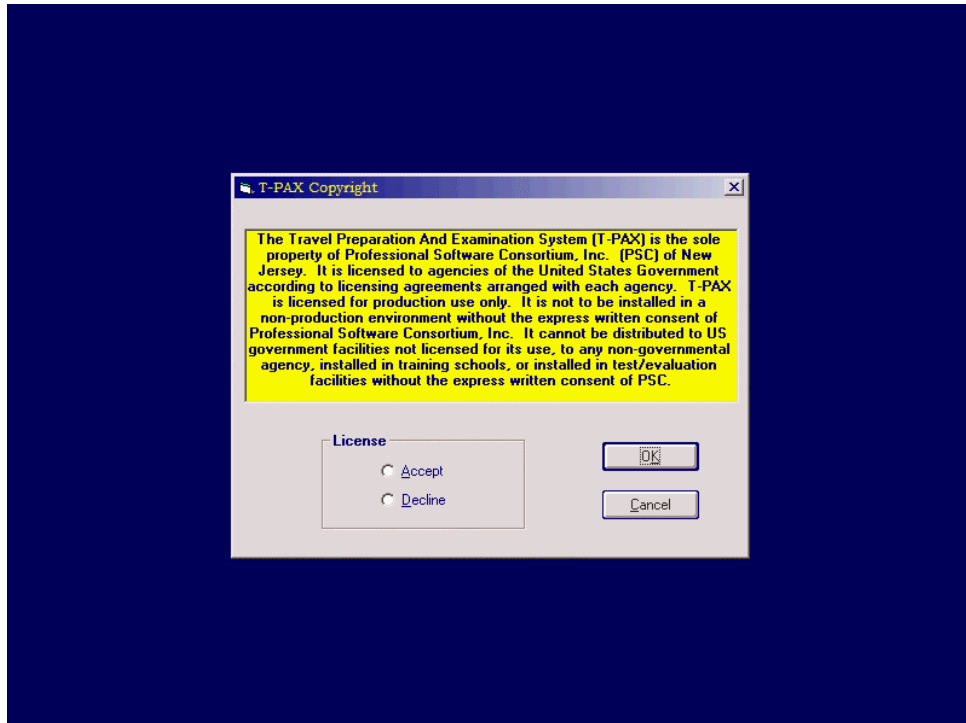 T-PAX Copyright
The Travel Preparation And Examination System (T-PAX) is the sole
property of Professional Software Consortium, Inc. (PSC) of New
Jersey. It is licensed to agencies of the United States Government
according to licensing agreements arranged with each agency. T-PAX
is licensed for production use only. It is not to be installed in a
non-production environment without the express written consent of
Professional Software Consortium, Inc. It cannot be distributed to US
government facilities not licensed for its use, to any non-governmental
agency, installed in training schools, or installed in test/evaluation
facilities without the express written consent of PSC.
License
Accept
Decline
OK
Cancel